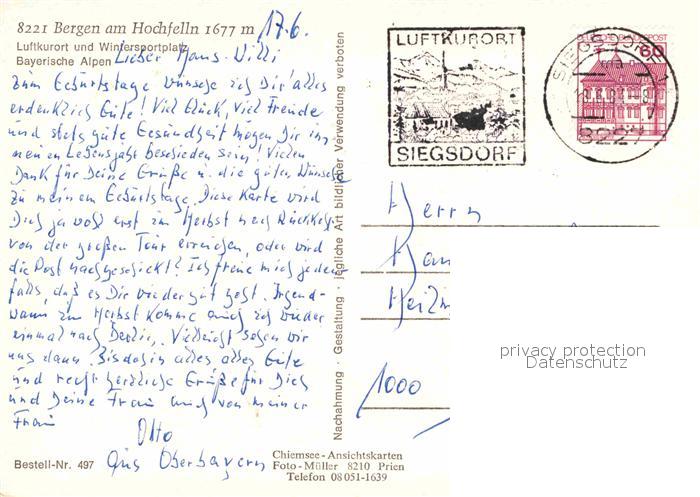 8221 Bergen am Hochfelln 1677 m
17.6.
Luftkurort und Wintersportplatz
Bayerische Alpen
Lieber Hans-Willi
zum Geburtstage wünsche ich Dir alles
erdenklich Gute! Viel Glück, viel Freude
und stets gute Gesundheit mögen Dir im
neuen Lebensjahr beschieden sein! Vielen
Dank für Deine Grüße u. die guten Wünsche
zu meinem Geburtstage. Diese Karte wird
Dich ja wohl erst im Herbst nach Rückkehr
von der großen Tour erreichen, oder wird
die Post nachgeschickt? Ich freue mich jeden-
falls, daß es Dir wieder gut geht. Irgend-
wann im Herbst komme auch ich wieder
einmal nach Berlin. Vielleicht sehen wir
uns dann. Bis dahin alles alles Gute
und recht herzliche Grüße für Dich
und Deine Frau auch von meiner
Frau
Otto
aus Oberbayern
Bestell-Nr. 497
Nachahmung · Gestaltung · jegliche Art bildlicher Verwendung verboten
Chiemsee-Ansichtskarten
Foto-Müller 8210 Prien
Telefon 08051-1639
LUFTKURORT
SIEGSDORF
SIEGSDORF
8227
60
Herrn
1000
privacy protection
Datenschutz